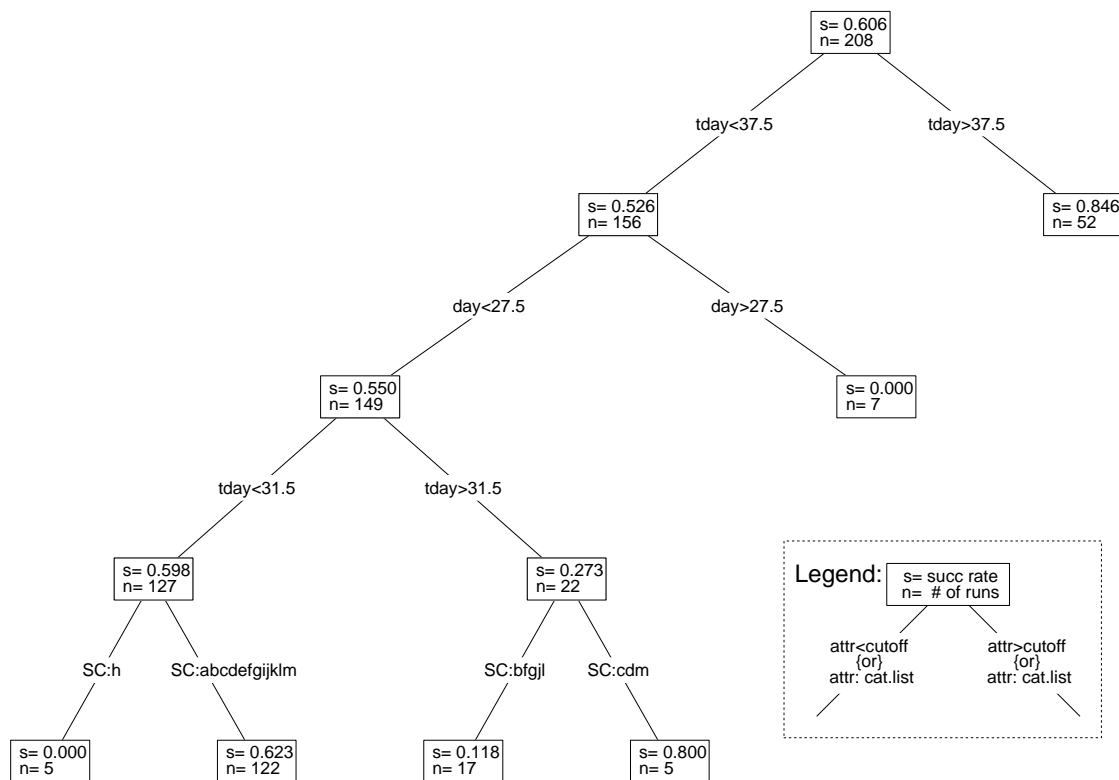 s= 0.606
n= 208
tday<37.5
tday>37.5
s= 0.526
n= 156
s= 0.846
n= 52
day<27.5
day>27.5
s= 0.550
n= 149
s= 0.000
n= 7
tday<31.5
tday>31.5
s= 0.598
n= 127
s= 0.273
n= 22
SC:h
SC:abcdefgijklm
SC:bfgjl
SC:cdm
s= 0.000
n= 5
s= 0.623
n= 122
s= 0.118
n= 17
s= 0.800
n= 5
Legend:
s= succ rate
n= # of runs
attr<cutoff
{or}
attr: cat.list
attr>cutoff
{or}
attr: cat.list